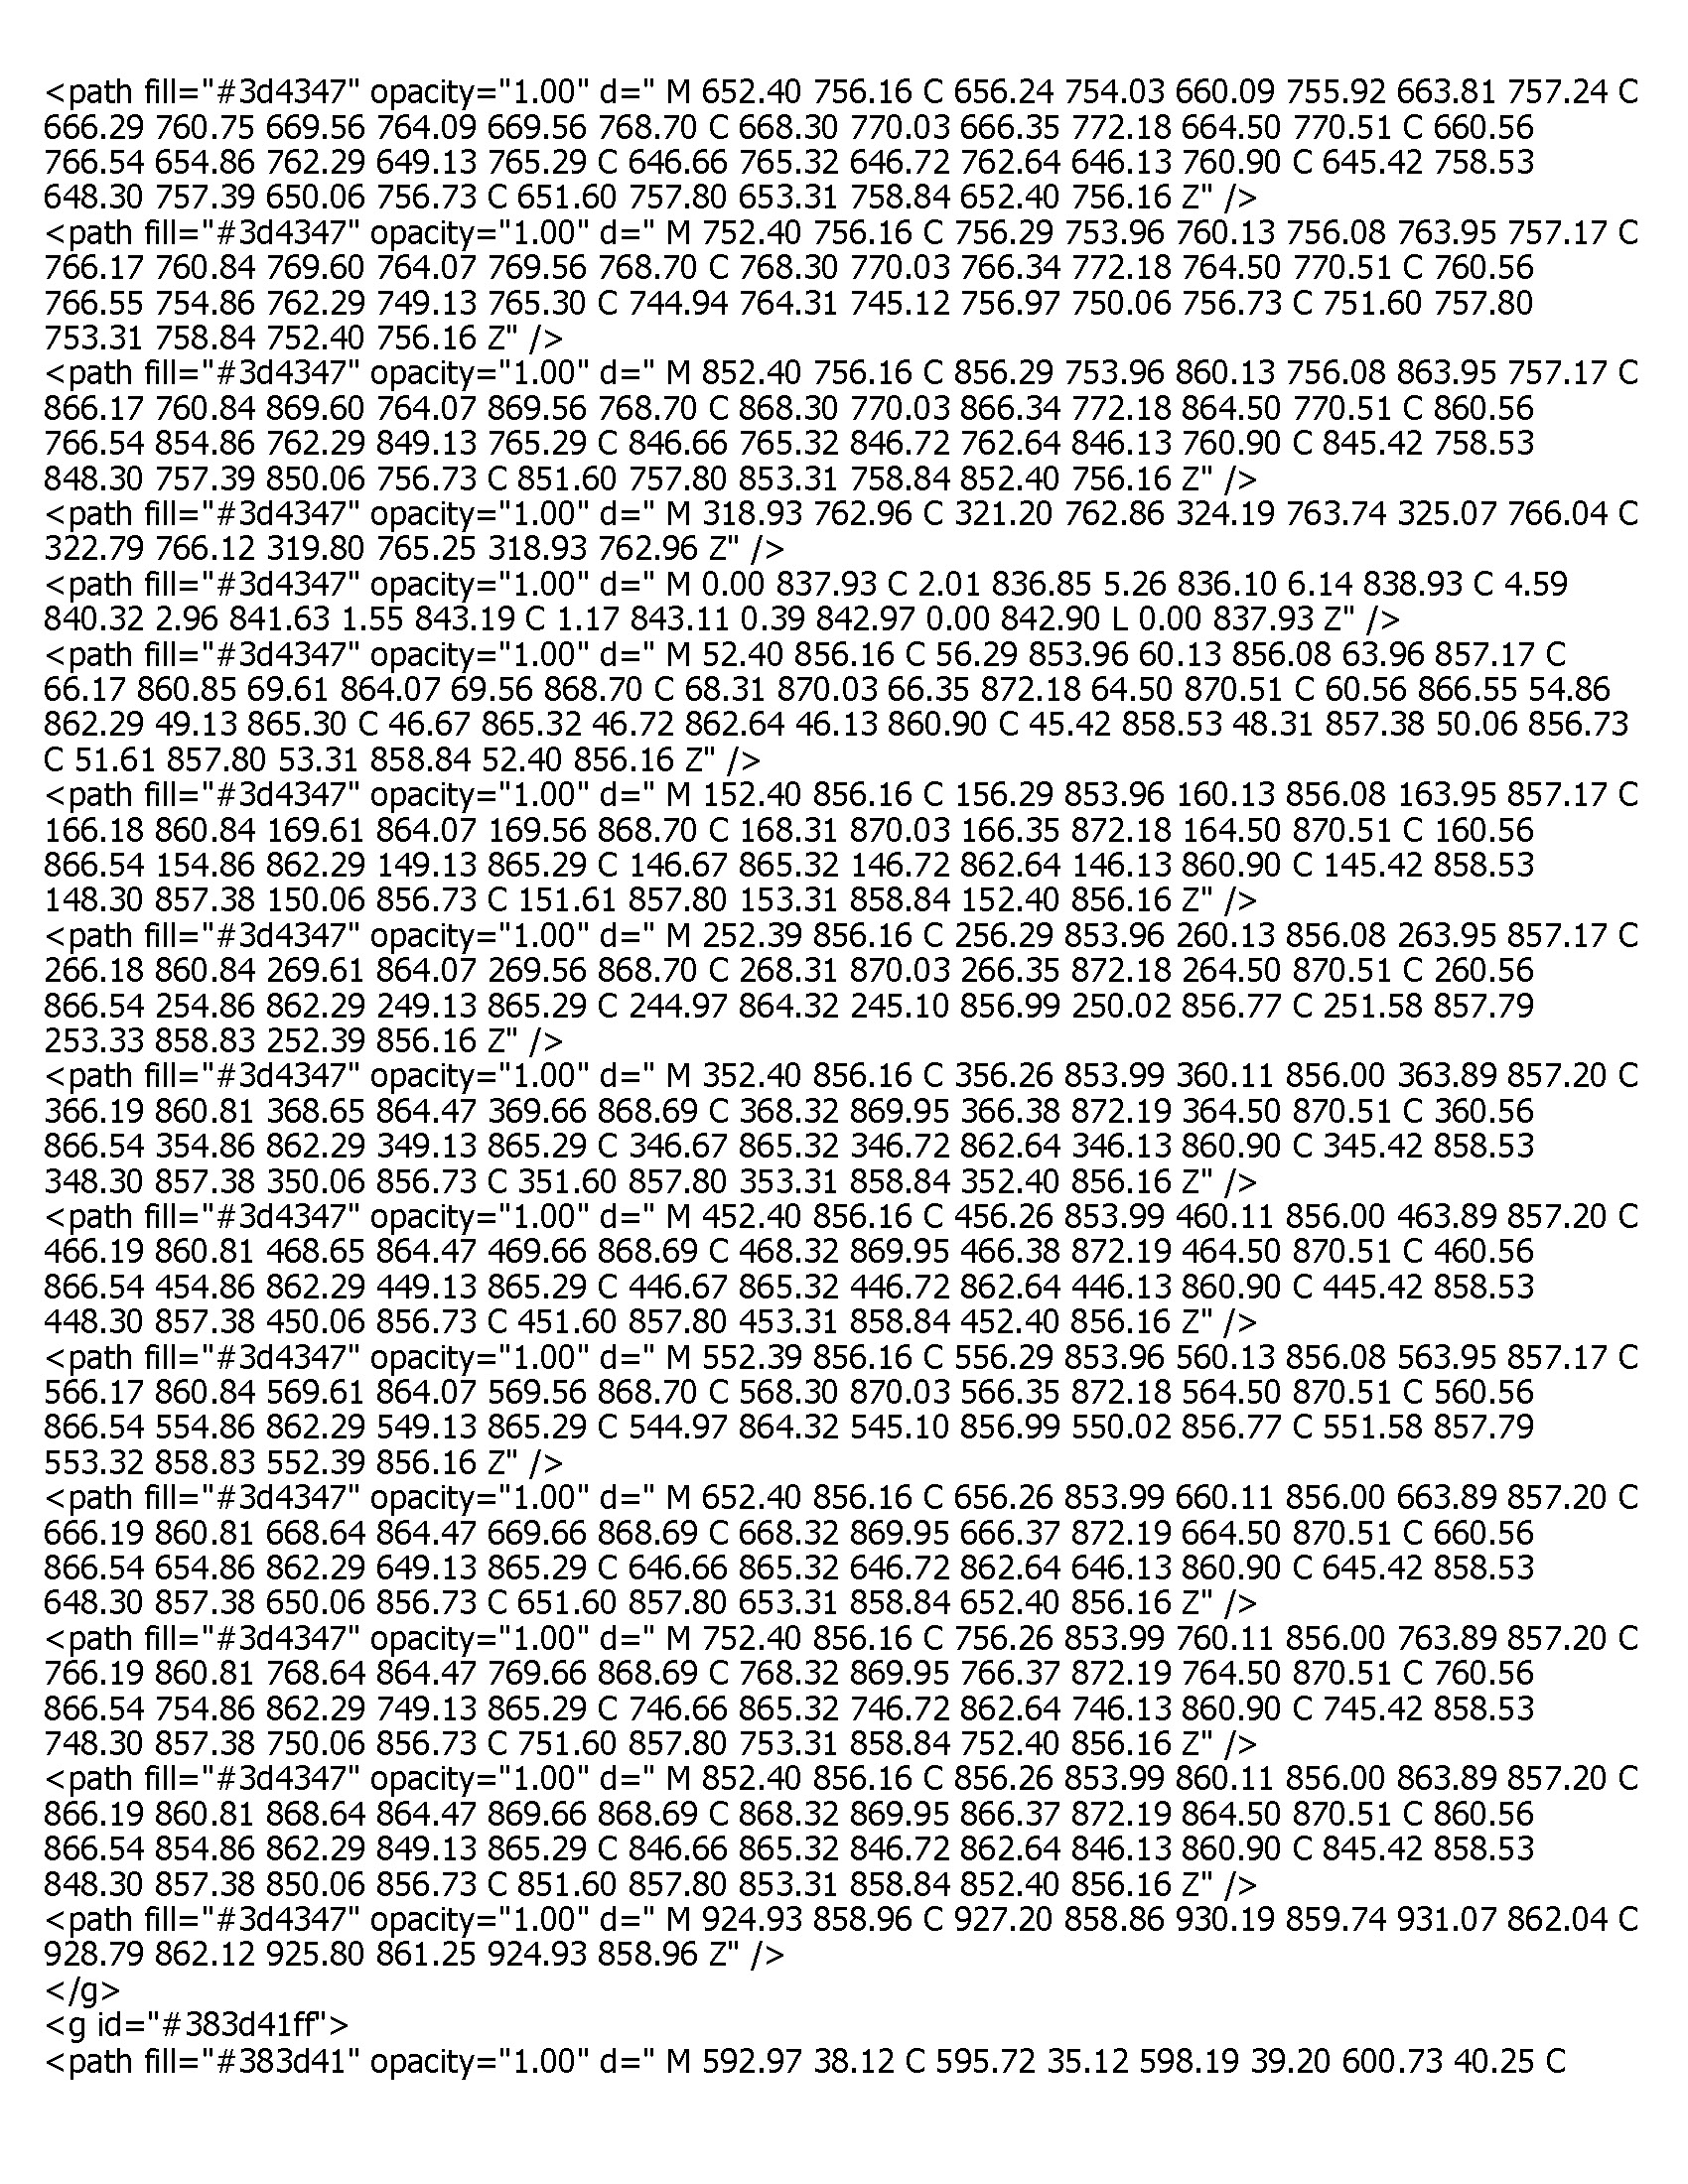 <path fill="#3d4347" opacity="1.00" d=" M 652.40 756.16 C 656.24 754.03 660.09 755.92 663.81 757.24 C
666.29 760.75 669.56 764.09 669.56 768.70 C 668.30 770.03 666.35 772.18 664.50 770.51 C 660.56
766.54 654.86 762.29 649.13 765.29 C 646.66 765.32 646.72 762.64 646.13 760.90 C 645.42 758.53
648.30 757.39 650.06 756.73 C 651.60 757.80 653.31 758.84 652.40 756.16 Z" />
<path fill="#3d4347" opacity="1.00" d=" M 752.40 756.16 C 756.29 753.96 760.13 756.08 763.95 757.17 C
766.17 760.84 769.60 764.07 769.56 768.70 C 768.30 770.03 766.34 772.18 764.50 770.51 C 760.56
766.55 754.86 762.29 749.13 765.30 C 744.94 764.31 745.12 756.97 750.06 756.73 C 751.60 757.80
753.31 758.84 752.40 756.16 Z" />
<path fill="#3d4347" opacity="1.00" d=" M 852.40 756.16 C 856.29 753.96 860.13 756.08 863.95 757.17 C
866.17 760.84 869.60 764.07 869.56 768.70 C 868.30 770.03 866.34 772.18 864.50 770.51 C 860.56
766.54 854.86 762.29 849.13 765.29 C 846.66 765.32 846.72 762.64 846.13 760.90 C 845.42 758.53
848.30 757.39 850.06 756.73 C 851.60 757.80 853.31 758.84 852.40 756.16 Z" />
<path fill="#3d4347" opacity="1.00" d=" M 318.93 762.96 C 321.20 762.86 324.19 763.74 325.07 766.04 C
322.79 766.12 319.80 765.25 318.93 762.96 Z" />
<path fill="#3d4347" opacity="1.00" d=" M 0.00 837.93 C 2.01 836.85 5.26 836.10 6.14 838.93 C 4.59
840.32 2.96 841.63 1.55 843.19 C 1.17 843.11 0.39 842.97 0.00 842.90 L 0.00 837.93 Z" />
<path fill="#3d4347" opacity="1.00" d=" M 52.40 856.16 C 56.29 853.96 60.13 856.08 63.96 857.17 C
66.17 860.85 69.61 864.07 69.56 868.70 C 68.31 870.03 66.35 872.18 64.50 870.51 C 60.56 866.55 54.86
862.29 49.13 865.30 C 46.67 865.32 46.72 862.64 46.13 860.90 C 45.42 858.53 48.31 857.38 50.06 856.73
C 51.61 857.80 53.31 858.84 52.40 856.16 Z" />
<path fill="#3d4347" opacity="1.00" d=" M 152.40 856.16 C 156.29 853.96 160.13 856.08 163.95 857.17 C
166.18 860.84 169.61 864.07 169.56 868.70 C 168.31 870.03 166.35 872.18 164.50 870.51 C 160.56
866.54 154.86 862.29 149.13 865.29 C 146.67 865.32 146.72 862.64 146.13 860.90 C 145.42 858.53
148.30 857.38 150.06 856.73 C 151.61 857.80 153.31 858.84 152.40 856.16 Z" />
<path fill="#3d4347" opacity="1.00" d=" M 252.39 856.16 C 256.29 853.96 260.13 856.08 263.95 857.17 C
266.18 860.84 269.61 864.07 269.56 868.70 C 268.31 870.03 266.35 872.18 264.50 870.51 C 260.56
866.54 254.86 862.29 249.13 865.29 C 244.97 864.32 245.10 856.99 250.02 856.77 C 251.58 857.79
253.33 858.83 252.39 856.16 Z" />
<path fill="#3d4347" opacity="1.00" d=" M 352.40 856.16 C 356.26 853.99 360.11 856.00 363.89 857.20 C
366.19 860.81 368.65 864.47 369.66 868.69 C 368.32 869.95 366.38 872.19 364.50 870.51 C 360.56
866.54 354.86 862.29 349.13 865.29 C 346.67 865.32 346.72 862.64 346.13 860.90 C 345.42 858.53
348.30 857.38 350.06 856.73 C 351.60 857.80 353.31 858.84 352.40 856.16 Z" />
<path fill="#3d4347" opacity="1.00" d=" M 452.40 856.16 C 456.26 853.99 460.11 856.00 463.89 857.20 C
466.19 860.81 468.65 864.47 469.66 868.69 C 468.32 869.95 466.38 872.19 464.50 870.51 C 460.56
866.54 454.86 862.29 449.13 865.29 C 446.67 865.32 446.72 862.64 446.13 860.90 C 445.42 858.53
448.30 857.38 450.06 856.73 C 451.60 857.80 453.31 858.84 452.40 856.16 Z" />
<path fill="#3d4347" opacity="1.00" d=" M 552.39 856.16 C 556.29 853.96 560.13 856.08 563.95 857.17 C
566.17 860.84 569.61 864.07 569.56 868.70 C 568.30 870.03 566.35 872.18 564.50 870.51 C 560.56
866.54 554.86 862.29 549.13 865.29 C 544.97 864.32 545.10 856.99 550.02 856.77 C 551.58 857.79
553.32 858.83 552.39 856.16 Z" />
<path fill="#3d4347" opacity="1.00" d=" M 652.40 856.16 C 656.26 853.99 660.11 856.00 663.89 857.20 C
666.19 860.81 668.64 864.47 669.66 868.69 C 668.32 869.95 666.37 872.19 664.50 870.51 C 660.56
866.54 654.86 862.29 649.13 865.29 C 646.66 865.32 646.72 862.64 646.13 860.90 C 645.42 858.53
648.30 857.38 650.06 856.73 C 651.60 857.80 653.31 858.84 652.40 856.16 Z" />
<path fill="#3d4347" opacity="1.00" d=" M 752.40 856.16 C 756.26 853.99 760.11 856.00 763.89 857.20 C
766.19 860.81 768.64 864.47 769.66 868.69 C 768.32 869.95 766.37 872.19 764.50 870.51 C 760.56
866.54 754.86 862.29 749.13 865.29 C 746.66 865.32 746.72 862.64 746.13 860.90 C 745.42 858.53
748.30 857.38 750.06 856.73 C 751.60 857.80 753.31 858.84 752.40 856.16 Z" />
<path fill="#3d4347" opacity="1.00" d=" M 852.40 856.16 C 856.26 853.99 860.11 856.00 863.89 857.20 C
866.19 860.81 868.64 864.47 869.66 868.69 C 868.32 869.95 866.37 872.19 864.50 870.51 C 860.56
866.54 854.86 862.29 849.13 865.29 C 846.66 865.32 846.72 862.64 846.13 860.90 C 845.42 858.53
848.30 857.38 850.06 856.73 C 851.60 857.80 853.31 858.84 852.40 856.16 Z" />
<path fill="#3d4347" opacity="1.00" d=" M 924.93 858.96 C 927.20 858.86 930.19 859.74 931.07 862.04 C
928.79 862.12 925.80 861.25 924.93 858.96 Z" />
</g>
<g id="#383d41ff">
<path fill="#383d41" opacity="1.00" d=" M 592.97 38.12 C 595.72 35.12 598.19 39.20 600.73 40.25 C